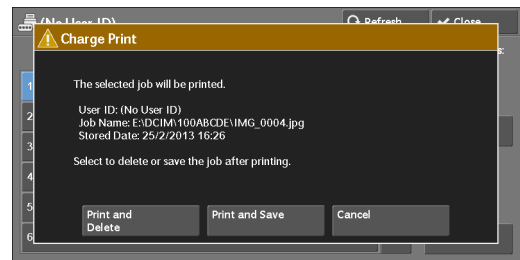 (No User ID)
Refresh
Close
Charge Print
The selected job will be printed.
User ID: (No User ID)
Job Name: E:\DCIM\100ABCDE\IMG_0004.jpg
Stored Date: 25/2/2013 16:26
Select to delete or save the job after printing.
1
2
3
4
5
6
Print and
Delete
Print and Save
Cancel